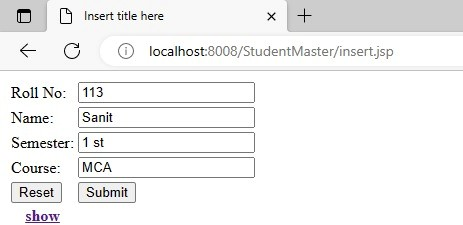 Insert title here
localhost:8008/StudentMaster/insert.jsp
Roll No: 113
Name: Sanit
Semester: 1 st
Course: MCA
Reset Submit
show